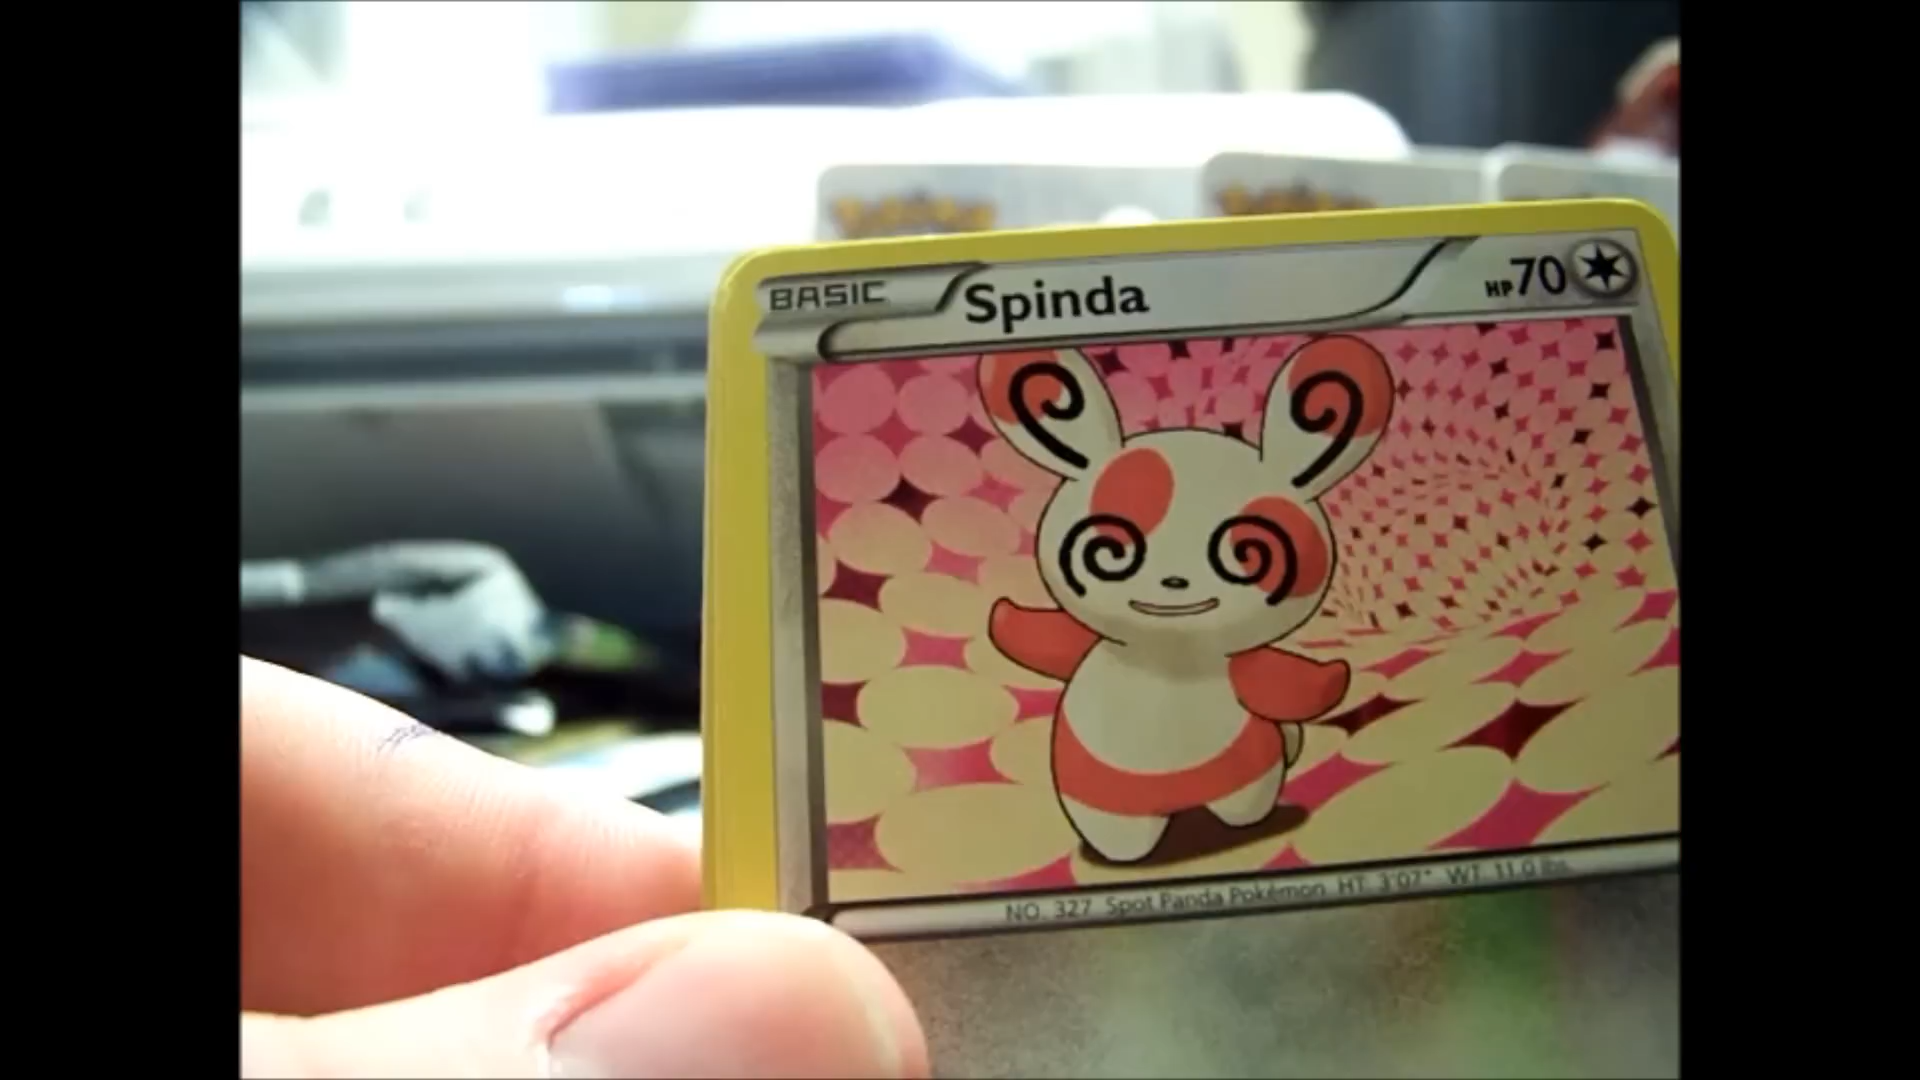 BASIC Spinda HP 70
NO. 327 Spot Panda Pokémon HT. 3'07" WT. 11.0 lbs.